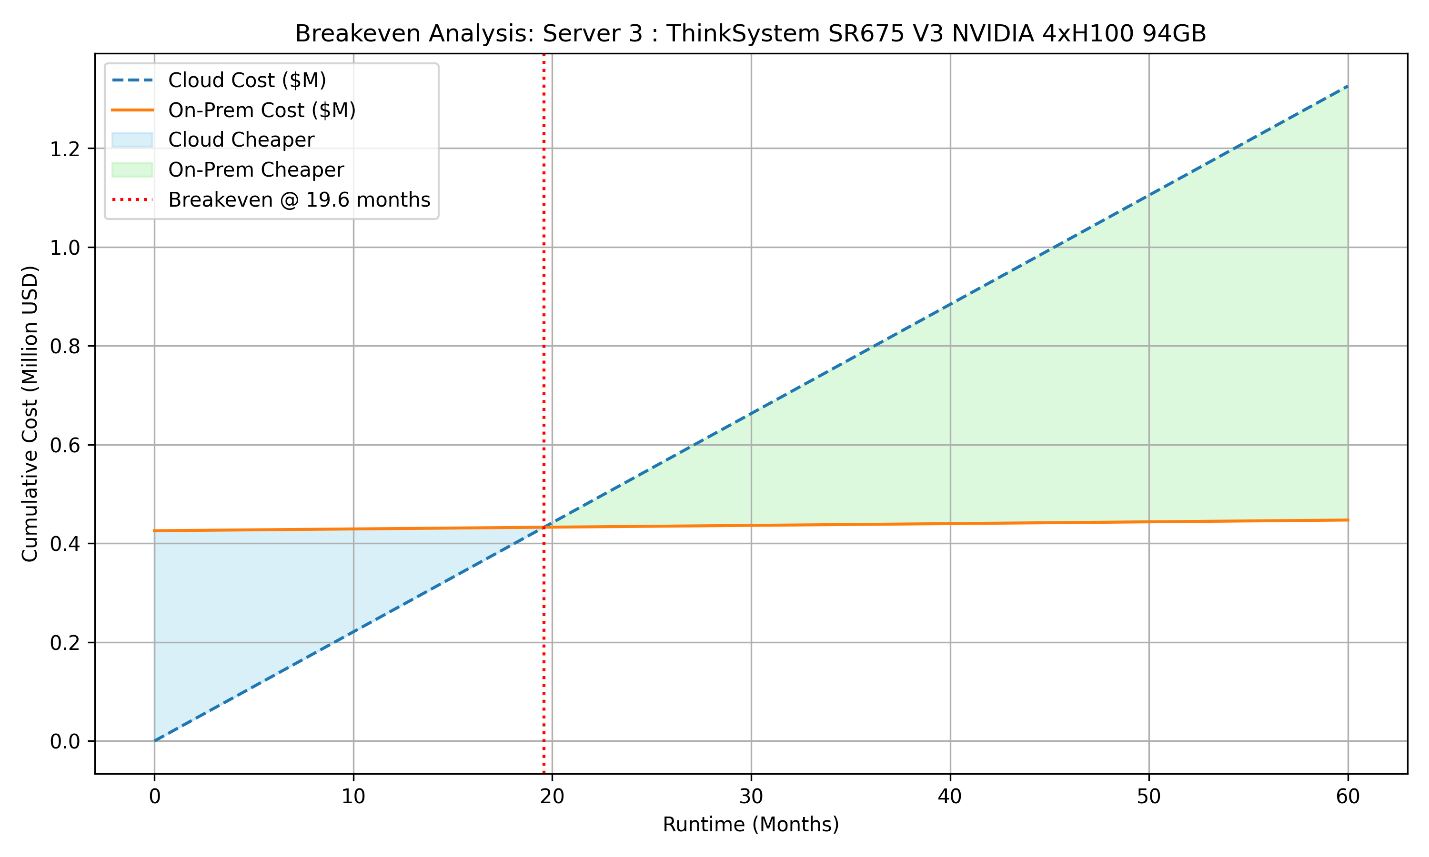 Breakeven Analysis: Server 3 : ThinkSystem SR675 V3 NVIDIA 4xH100 94GB
Cloud Cost ($M)
On-Prem Cost ($M)
Cloud Cheaper
On-Prem Cheaper
Breakeven @ 19.6 months
Cumulative Cost (Million USD)
1.2
1.0
0.8
0.6
0.4
0.2
0.0
0 10 20 30 40 50 60
Runtime (Months)